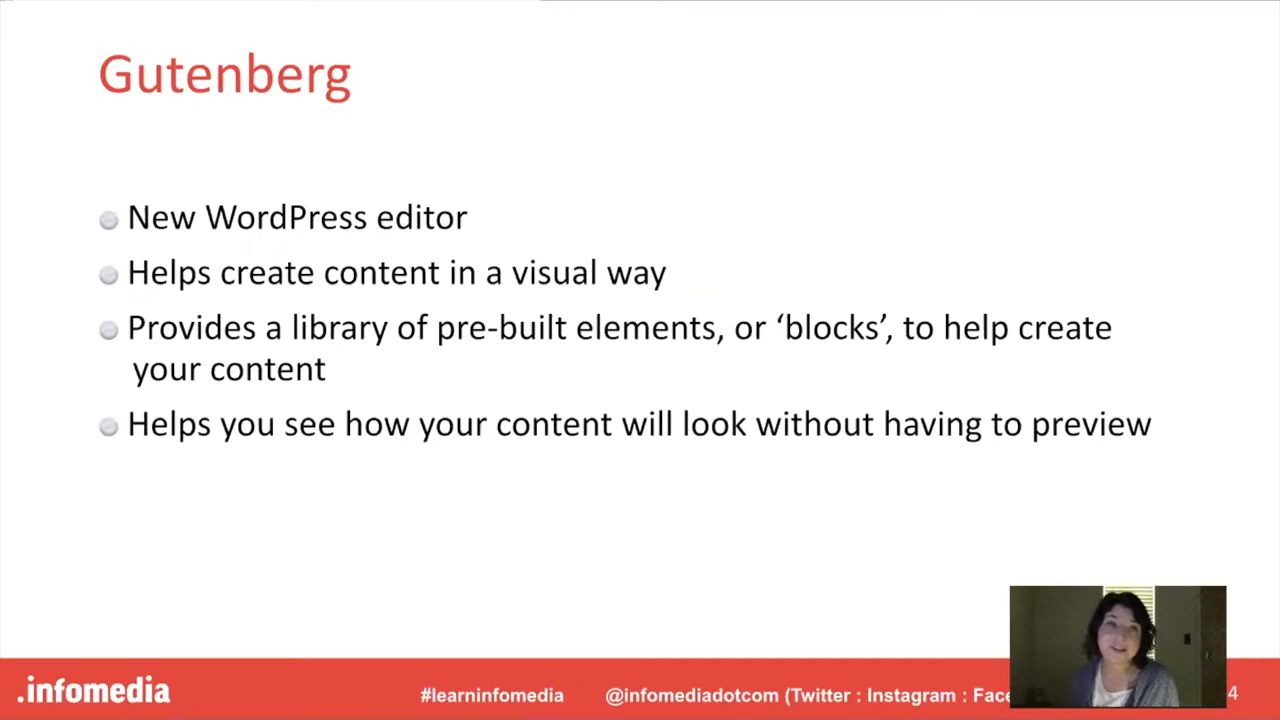 Gutenberg
New WordPress editor
Helps create content in a visual way
Provides a library of pre-built elements, or ‘blocks’, to help create
your content
Helps you see how your content will look without having to preview
.infomedia
#learninfomedia
@infomediadotcom (Twitter : Instagram :
4